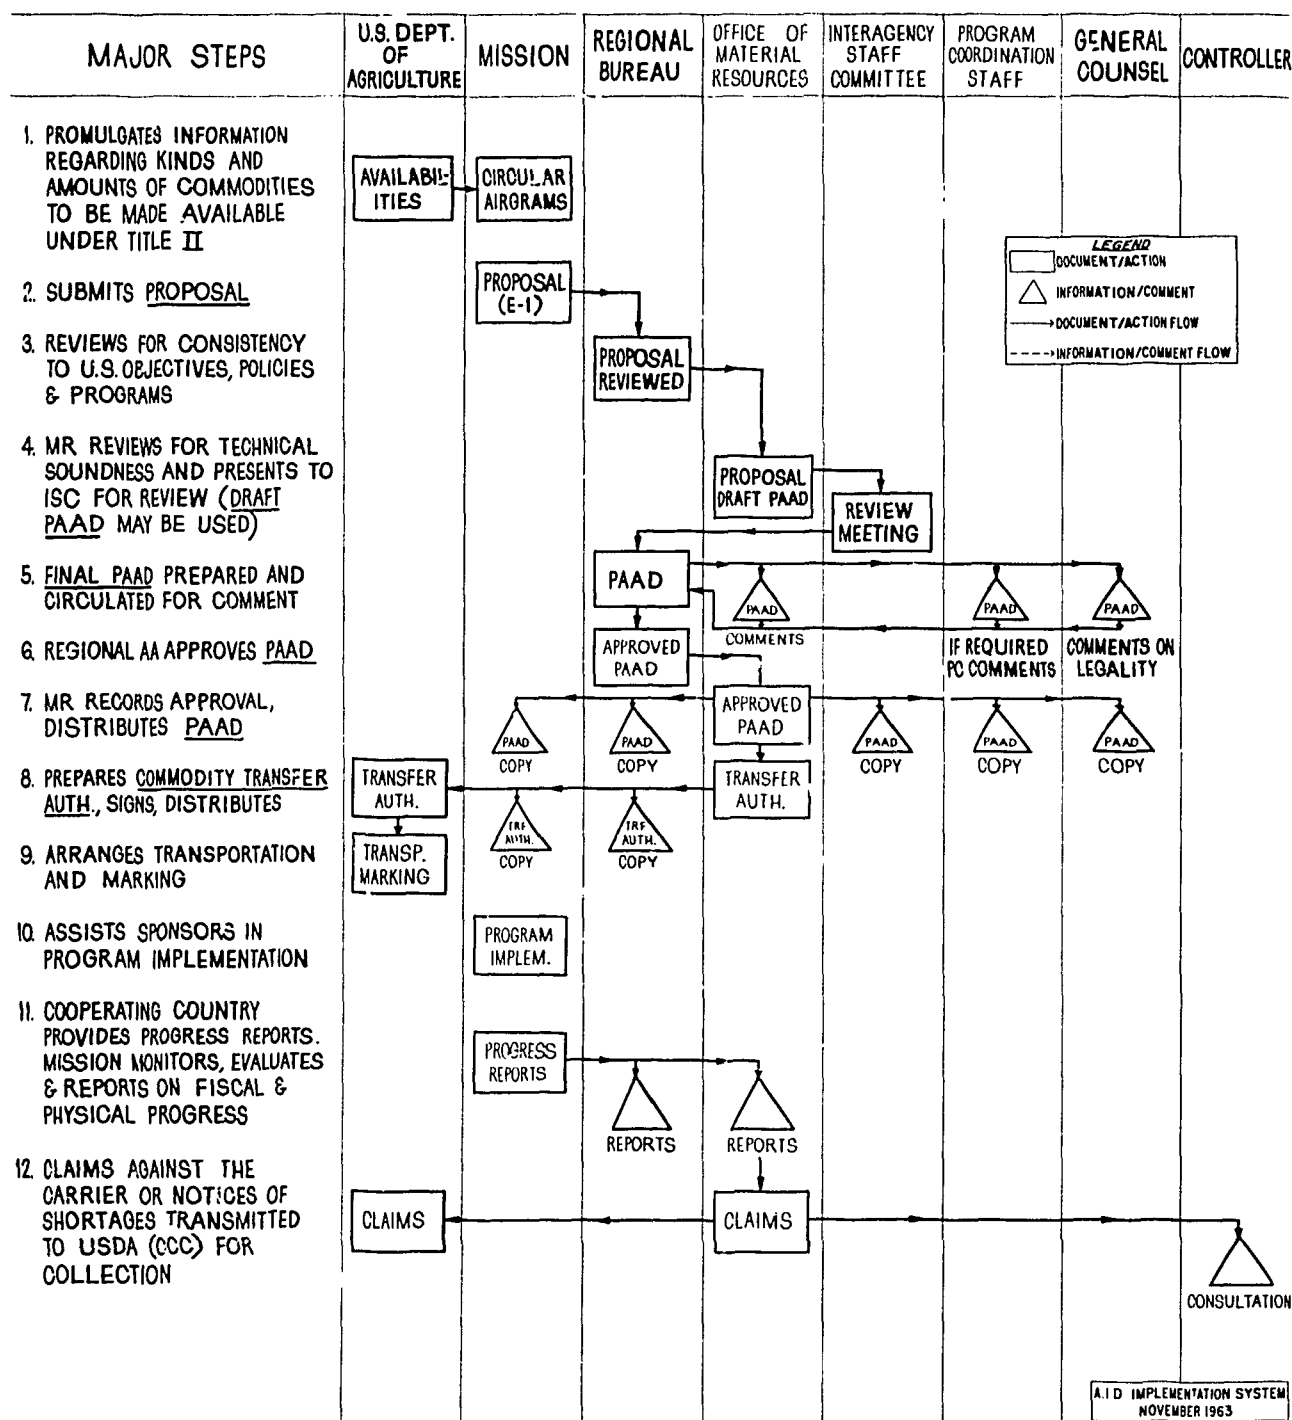 MAJOR STEPS
U.S. DEPT.
OF
AGRICULTURE
MISSION
REGIONAL
BUREAU
OFFICE OF
MATERIAL
RESOURCES
INTERAGENCY
STAFF
COMMITTEE
PROGRAM
COORDINATION
STAFF
GENERAL
COUNSEL
CONTROLLER
1. PROMULGATES INFORMATION
REGARDING KINDS AND
AMOUNTS OF COMMODITIES
TO BE MADE AVAILABLE
UNDER TITLE II
AVAILABIL-
ITIES
CIRCULAR
AIRGRAMS
LEGEND
DOCUMENT/ACTION
INFORMATION/COMMENT
DOCUMENT/ACTION FLOW
INFORMATION/COMMENT FLOW
2. SUBMITS PROPOSAL
PROPOSAL
(E-1)
3. REVIEWS FOR CONSISTENCY
TO U.S. OBJECTIVES, POLICIES
& PROGRAMS
PROPOSAL
REVIEWED
4. MR REVIEWS FOR TECHNICAL
SOUNDNESS AND PRESENTS TO
ISC FOR REVIEW (DRAFT
PAAD MAY BE USED)
PROPOSAL
DRAFT PAAD
REVIEW
MEETING
5. FINAL PAAD PREPARED AND
CIRCULATED FOR COMMENT
PAAD
PAAD
COMMENTS
PAAD
IF REQUIRED
PC COMMENTS
PAAD
COMMENTS ON
LEGALITY
6. REGIONAL AA APPROVES PAAD
APPROVED
PAAD
7. MR RECORDS APPROVAL,
DISTRIBUTES PAAD
PAAD
COPY
PAAD
COPY
APPROVED
PAAD
PAAD
COPY
PAAD
COPY
PAAD
COPY
8. PREPARES COMMODITY TRANSFER
AUTH., SIGNS, DISTRIBUTES
TRANSFER
AUTH.
TRF
AUTH.
COPY
TRF
AUTH.
COPY
TRANSFER
AUTH.
9. ARRANGES TRANSPORTATION
AND MARKING
TRANSP.
MARKING
10. ASSISTS SPONSORS IN
PROGRAM IMPLEMENTATION
PROGRAM
IMPLEM.
11. COOPERATING COUNTRY
PROVIDES PROGRESS REPORTS.
MISSION MONITORS, EVALUATES
& REPORTS ON FISCAL &
PHYSICAL PROGRESS
PROGRESS
REPORTS
REPORTS
REPORTS
12. CLAIMS AGAINST THE
CARRIER OR NOTICES OF
SHORTAGES TRANSMITTED
TO USDA (CCC) FOR
COLLECTION
CLAIMS
CLAIMS
CONSULTATION
A.I D IMPLEMENTATION SYSTEM
NOVEMBER 1963